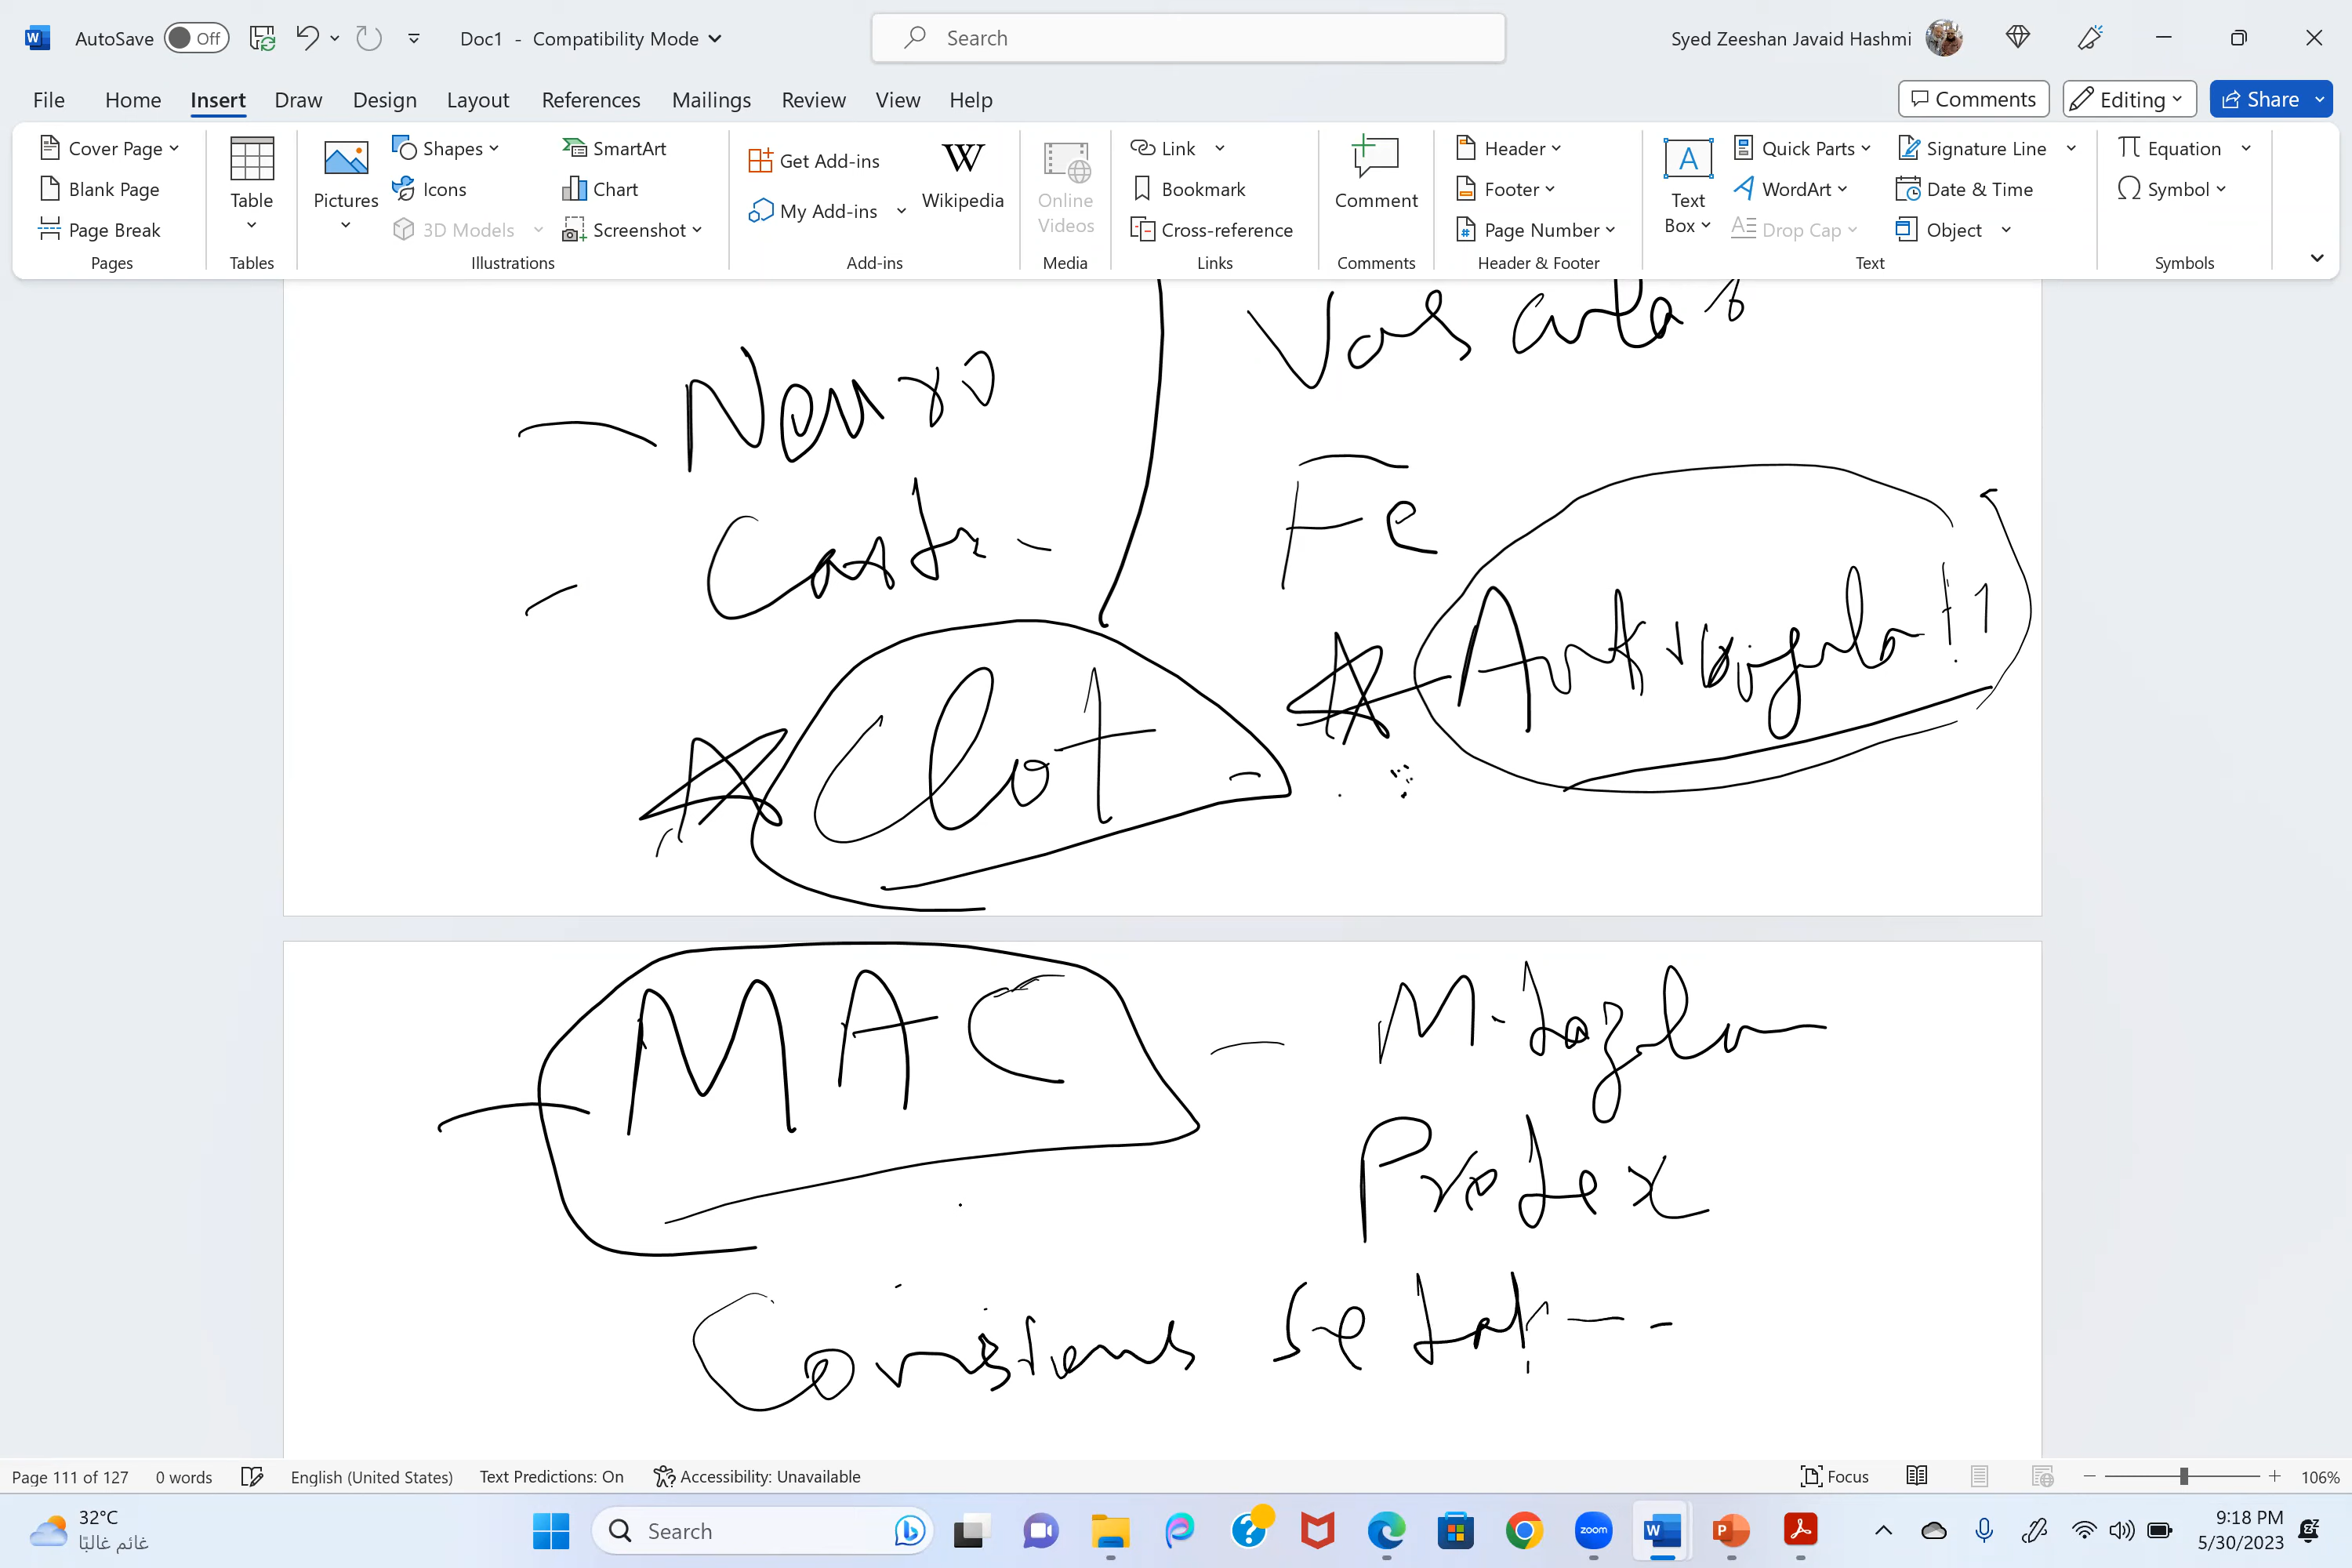 AutoSave Off Doc1 - Compatibility Mode Search Syed Zeeshan Javaid Hashmi
File Home Insert Draw Design Layout References Mailings Review View Help Comments Editing Share
Cover Page
Blank Page
Page Break
Pages
Table
Tables
Pictures
Shapes
Icons
3D Models
SmartArt
Chart
Screenshot
Illustrations
Get Add-ins
My Add-ins
Wikipedia
Add-ins
Online
Videos
Media
Link
Bookmark
Cross-reference
Links
Comment
Comments
Header
Footer
Page Number
Header & Footer
Text
Box
Quick Parts
WordArt
Drop Cap
Signature Line
Date & Time
Object
Text
Equation
Symbol
Symbols
Neuro
Fe
Clot
MAC
Page 111 of 127 0 words English (United States) Text Predictions: On Accessibility: Unavailable Focus 106%
32°C
غائم غالبًا
Search
zoom
9:18 PM
5/30/2023